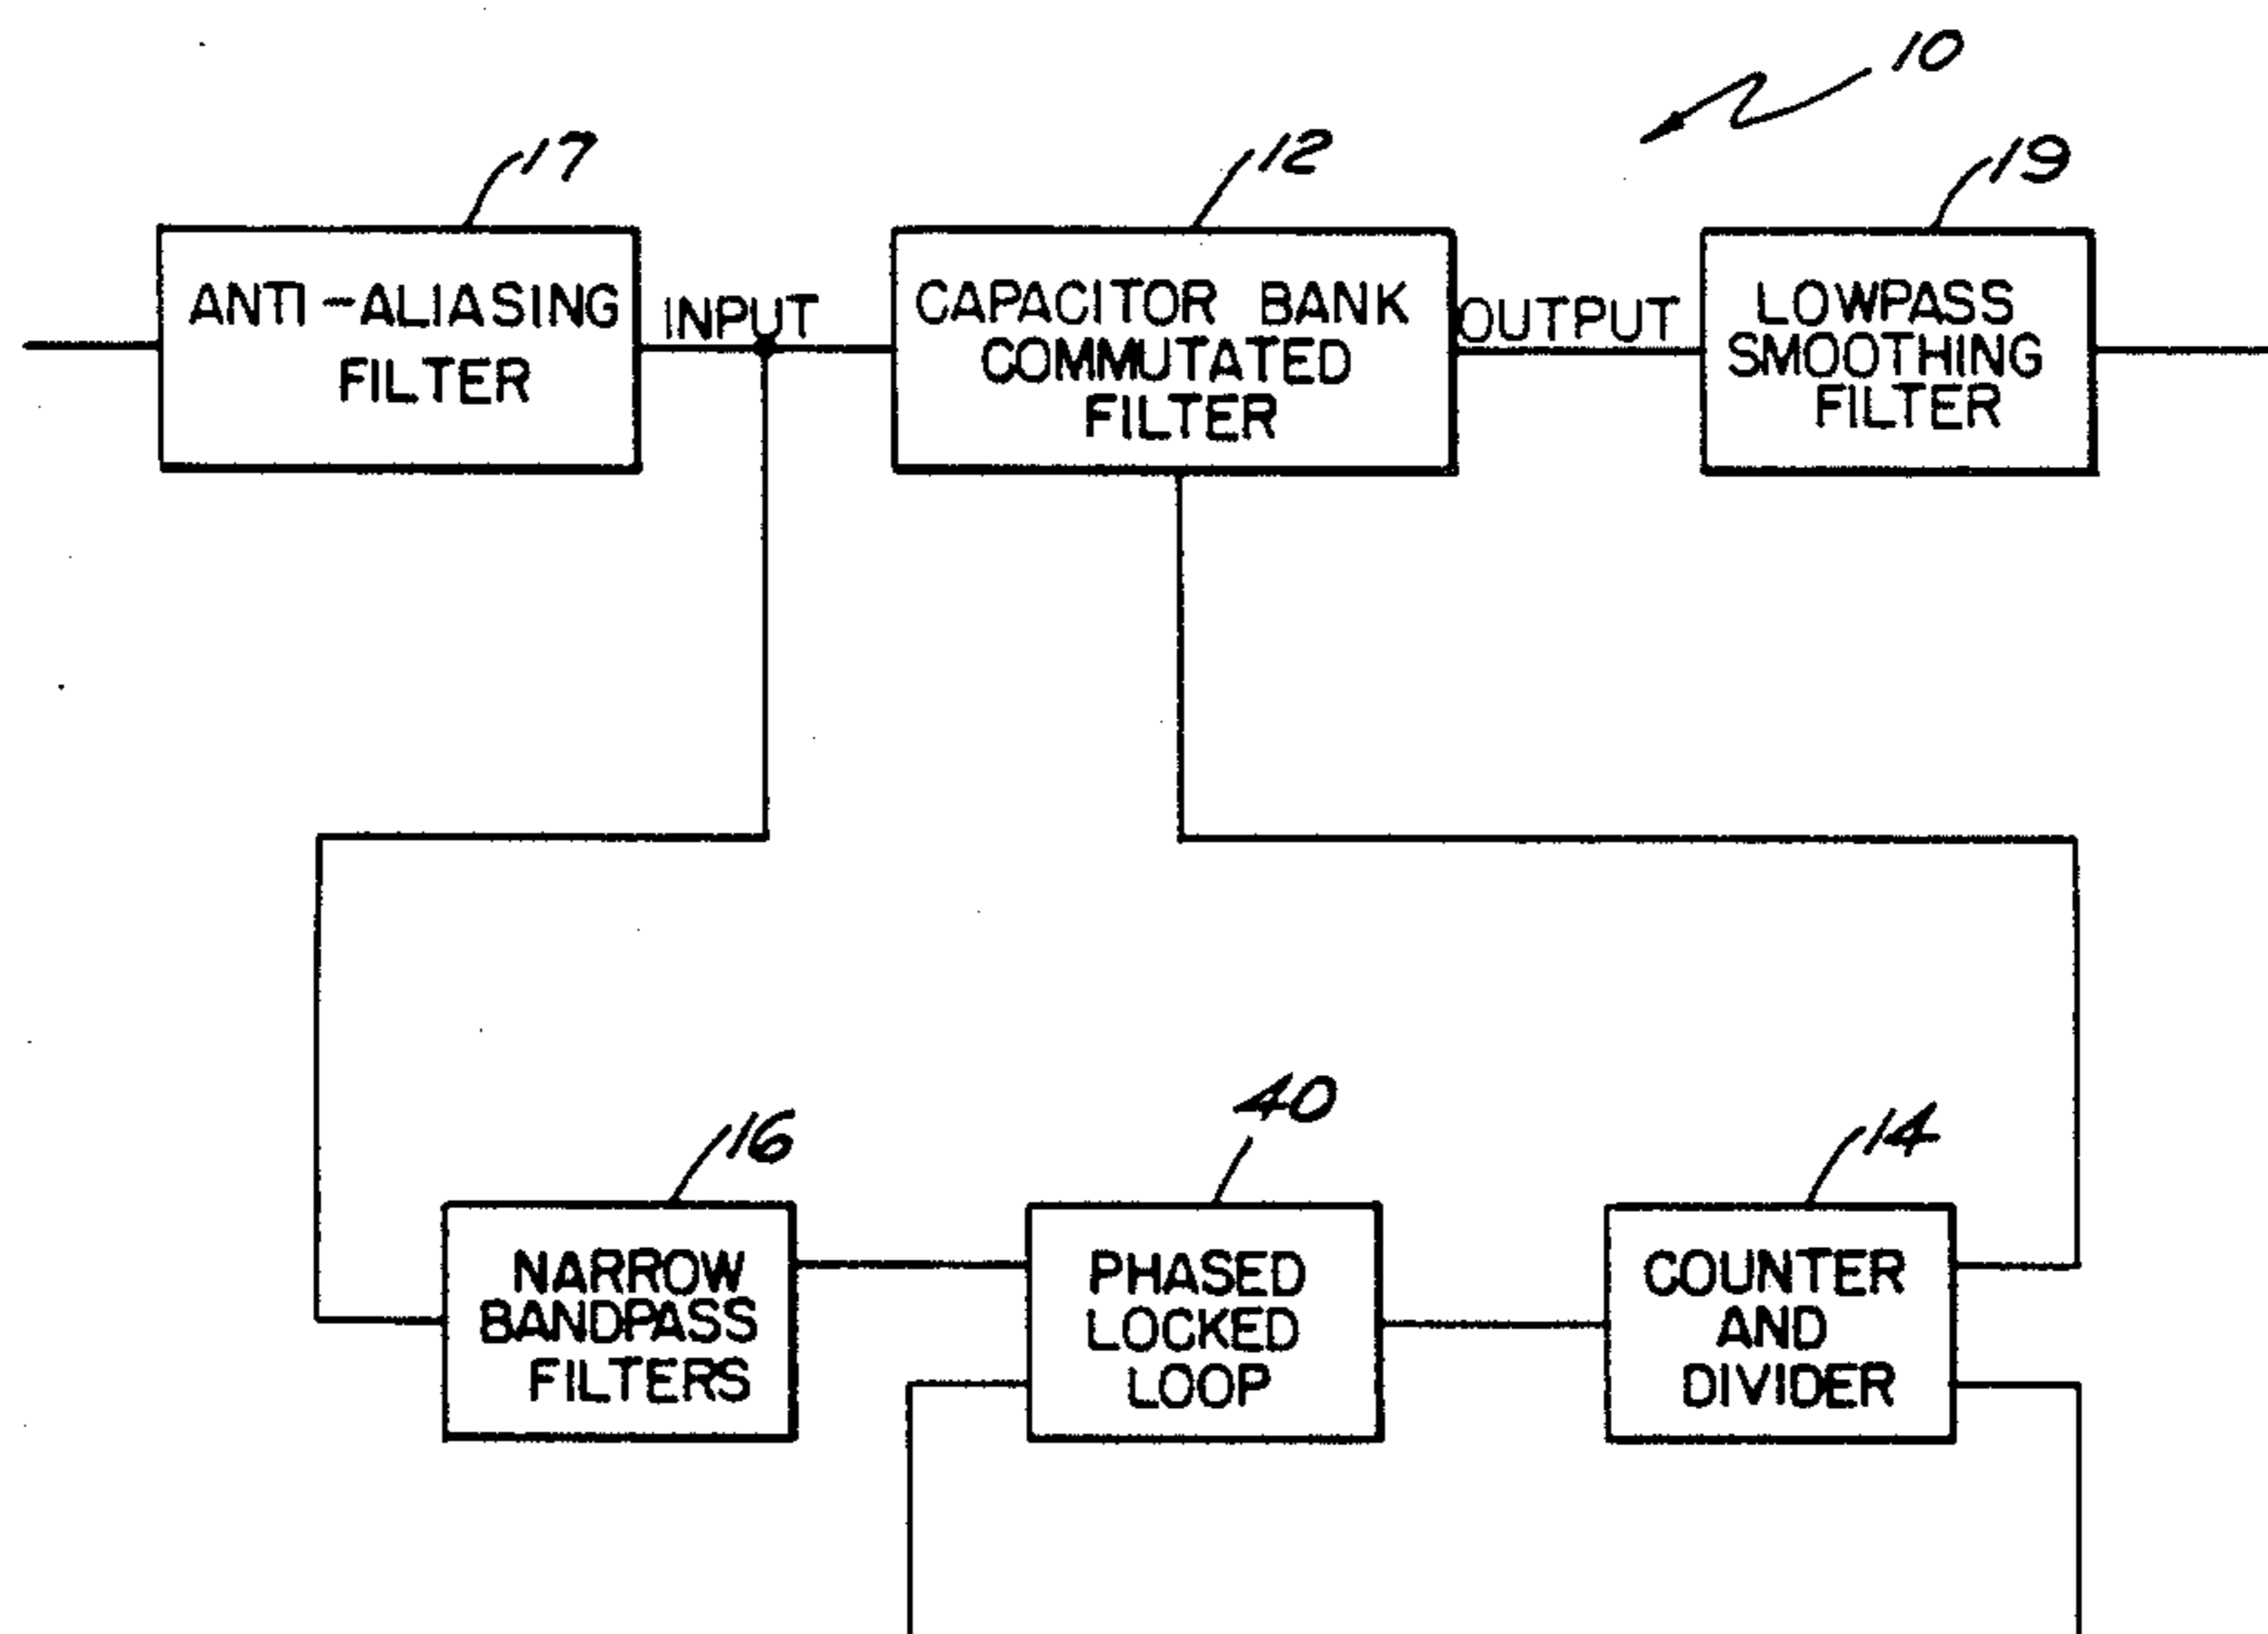 10
17
12
19
ANTI-ALIASING
FILTER
INPUT
CAPACITOR BANK
COMMUTATED
FILTER
OUTPUT
LOWPASS
SMOOTHING
FILTER
16
40
14
NARROW
BANDPASS
FILTERS
PHASED
LOCKED
LOOP
COUNTER
AND
DIVIDER